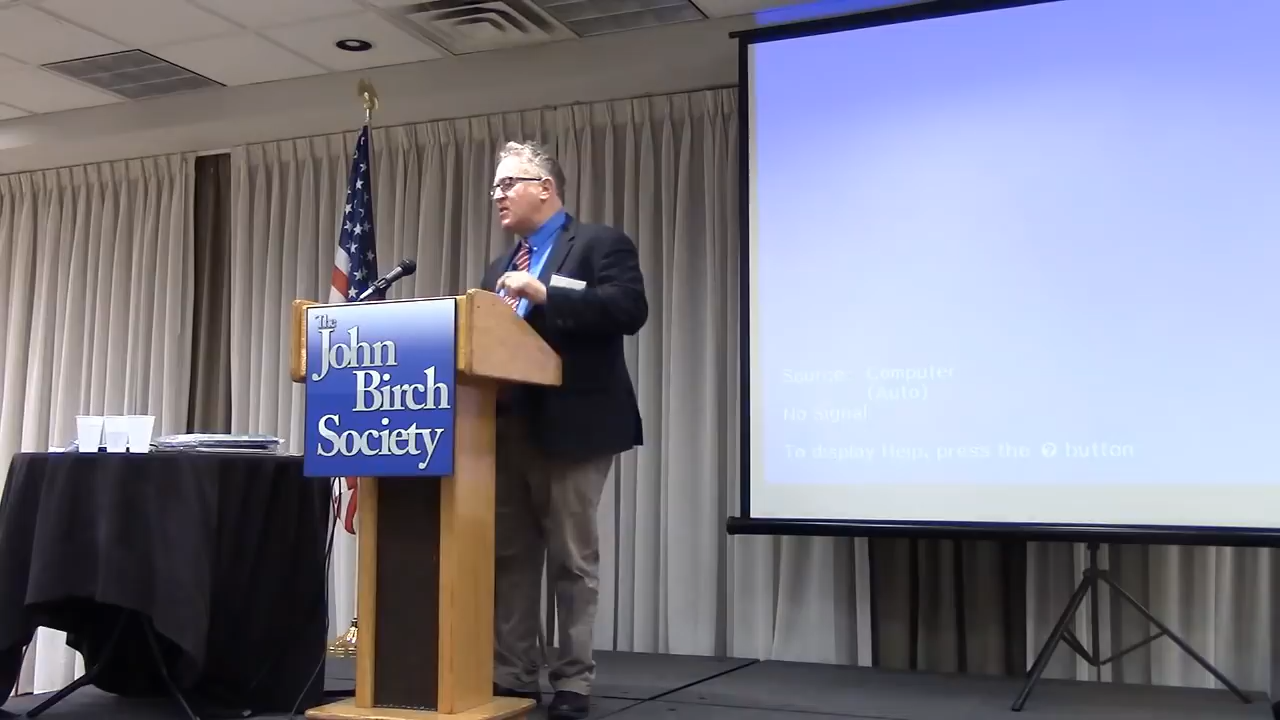 The
John
Birch
Society
Source: Computer
(Auto)
No Signal
To display Help, press the ? button